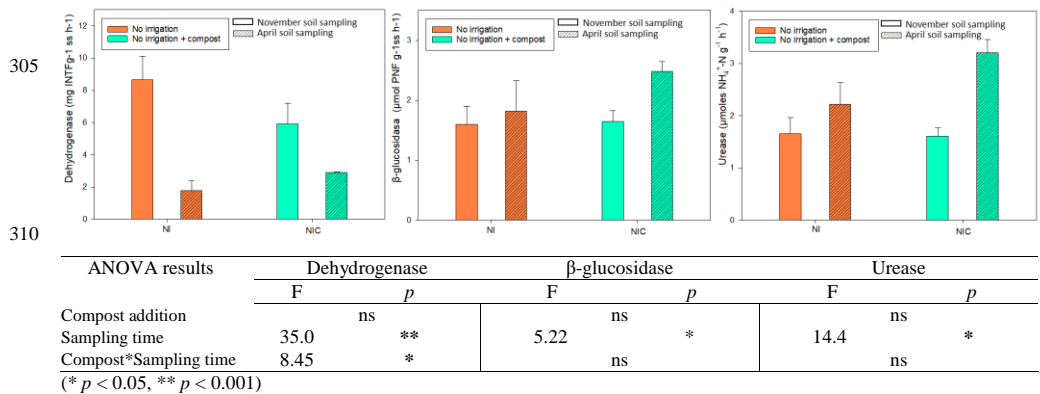 305
310
No irrigation
No irrigation + compost
November soil sampling
April soil sampling
Dehydrogenase (mg INTFg-1 ss h-1)
12
10
8
6
4
2
0
NI
NIC
No irrigation
No irrigation + compost
November soil sampling
April soil sampling
β-glucosidasa (μmol PNF g-1ss h-1)
3
2
1
0
NI
NIC
No irrigation
No irrigation + compost
November soil sampling
April soil sampling
Urease (μmoles NH4+-N g-1 h-1)
4
3
2
1
0
NI
NIC
ANOVA results Dehydrogenase β-glucosidase Urease
F p F p F p
Compost addition ns ns ns
Sampling time 35.0 ** 5.22 * 14.4 *
Compost*Sampling time 8.45 * ns ns
(* p < 0.05, ** p < 0.001)